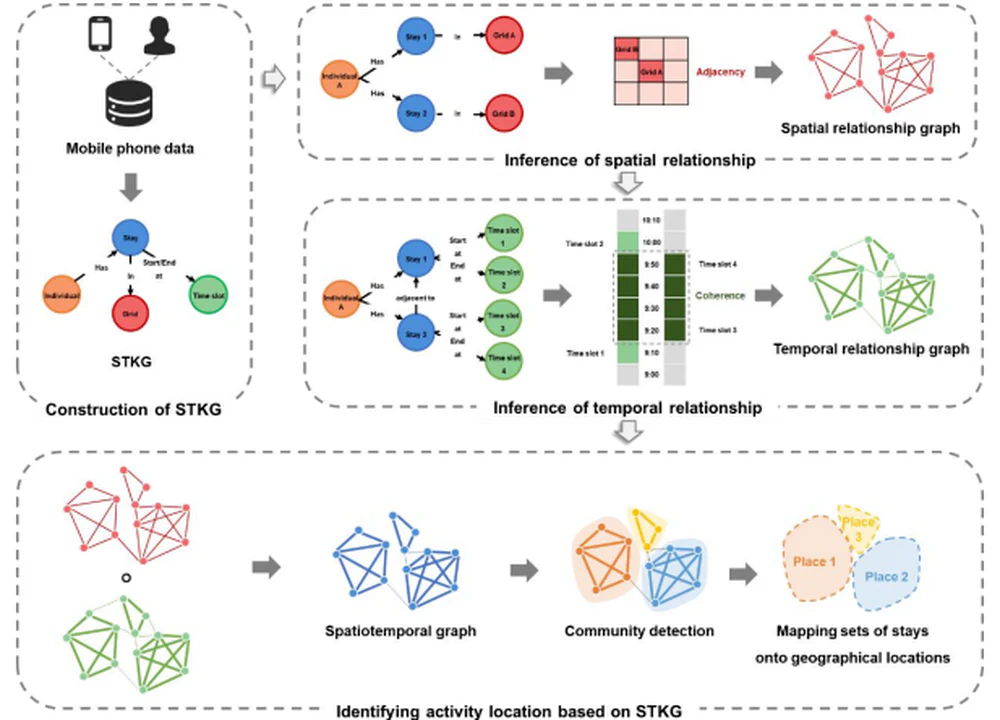 Mobile phone data
Stay
Has
In
Start/End
at
Individual
Grid
Time slot
STKG
Construction of STKG
Individual
A
Has
Has
Stay 1
Stay 2
In
In
Grid A
Grid B
Grid B
Grid A
Adjacency
Spatial relationship graph
Inference of spatial relationship
Individual
A
Has
Has
Stay 1
adjacent to
Stay 2
Start
at
End
at
Start
at
End
at
Time slot
1
Time slot
2
Time slot
3
Time slot
4
Time slot 2
Time slot 1
10:10
10:00
9:50
9:40
9:30
9:20
9:10
9:00
Time slot 4
Coherence
Time slot 3
Temporal relationship graph
Inference of temporal relationship
Spatiotemporal graph
Community detection
Place 1
Place
3
Place 2
Mapping sets of stays
onto geographical locations
Identifying activity location based on STKG